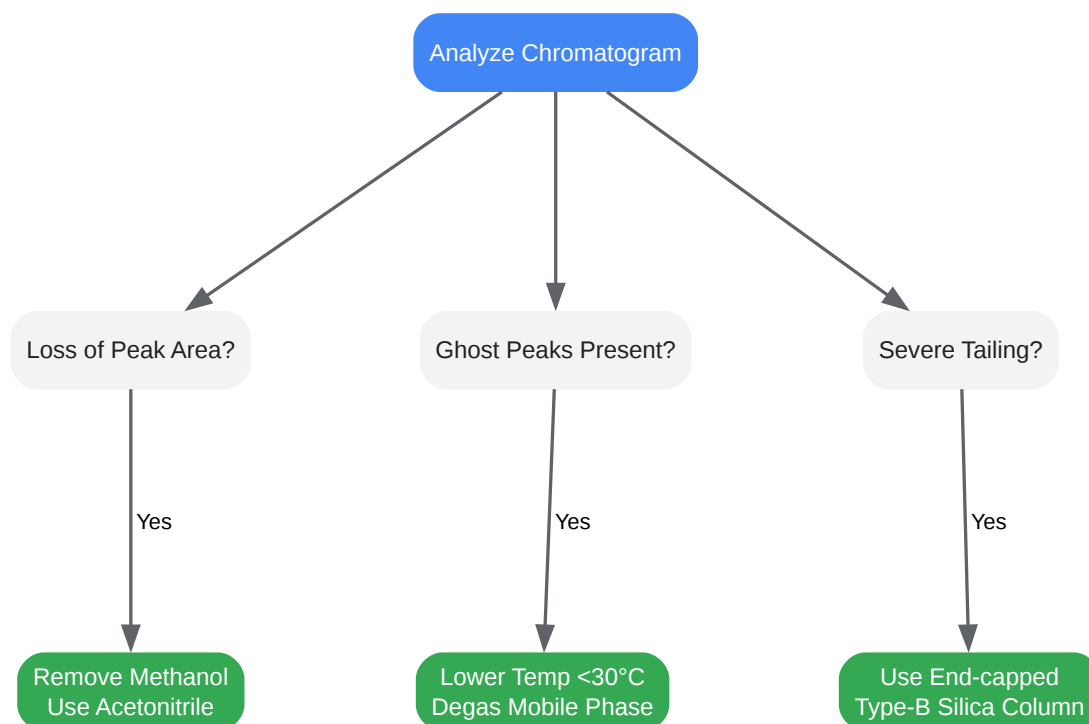 Analyze Chromatogram
Loss of Peak Area?
Ghost Peaks Present?
Severe Tailing?
Yes
Yes
Yes
Remove Methanol
Use Acetonitrile
Lower Temp <30°C
Degas Mobile Phase
Use End-capped
Type-B Silica Column